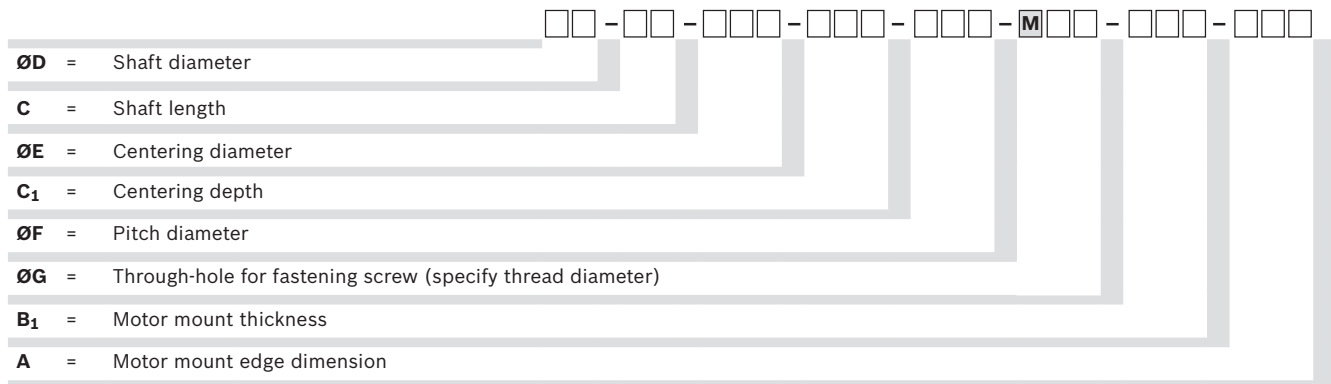 – – – – – M – –
ØD = Shaft diameter
C = Shaft length
ØE = Centering diameter
C1 = Centering depth
ØF = Pitch diameter
ØG = Through-hole for fastening screw (specify thread diameter)
B1 = Motor mount thickness
A = Motor mount edge dimension